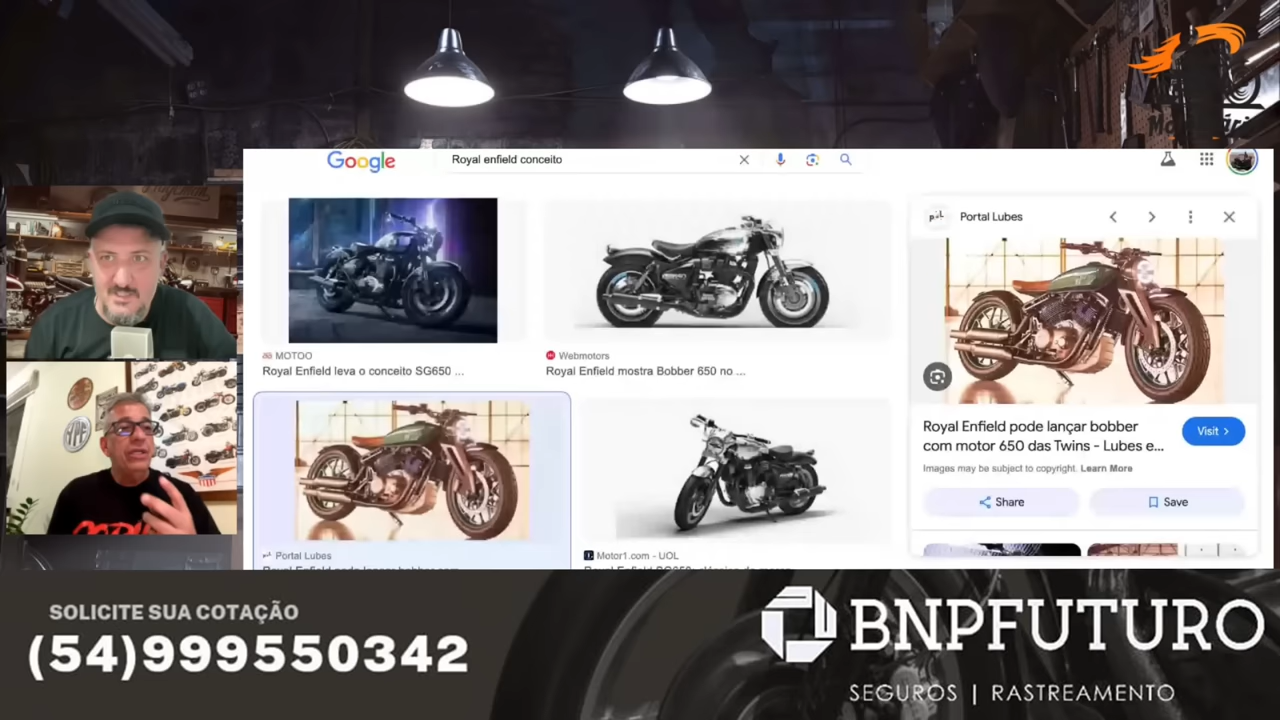 Google
Royal enfield conceito
Portal Lubes
MOTOO
Royal Enfield leva o conceito SG650 ...
Webmotors
Royal Enfield mostra Bobber 650 no ...
Royal Enfield pode lançar bobber
com motor 650 das Twins - Lubes e...
Visit
Images may be subject to copyright. Learn More
Share
Save
Portal Lubes
Motor1.com - UOL
YPE
SOLICITE SUA COTAÇÃO
(54)999550342
BNPFUTURO
SEGUROS | RASTREAMENTO